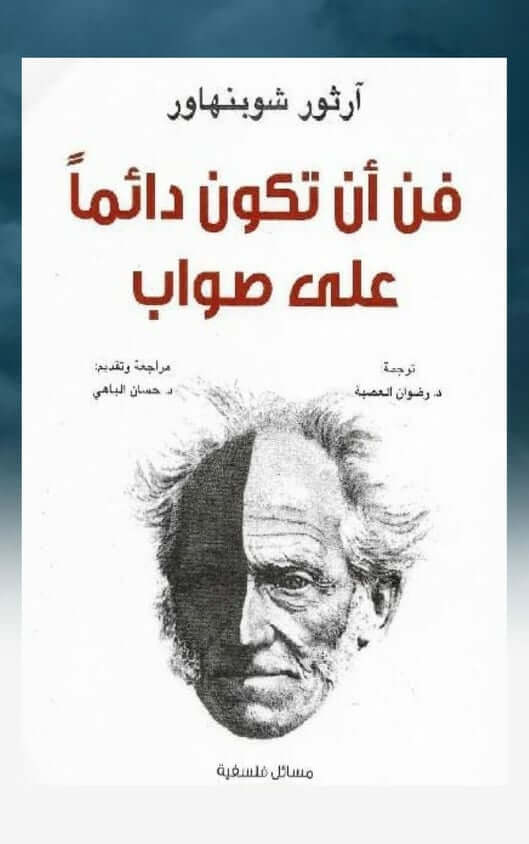 آرثور شوبنهاور
فن أن تكون دائماً
على صواب
ترجمة
د. رضوان العصبة
مراجعة وتقديم:
د. حسان الباهي
مسائل فلسفية